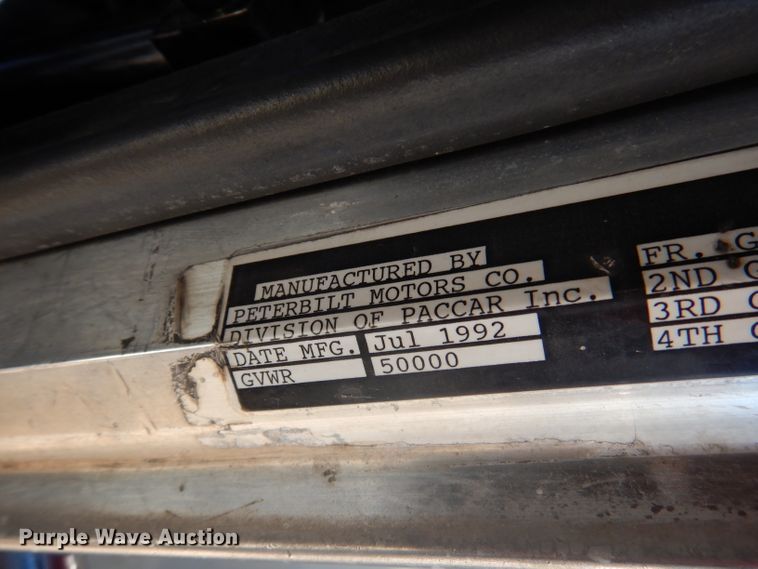 MANUFACTURED BY
PETERBILT MOTORS CO.
DIVISION OF PACCAR Inc.
DATE MFG. Jul 1992
GVWR 50000
FR. G
2ND G
3RD
4TH
Purple Wave Auction